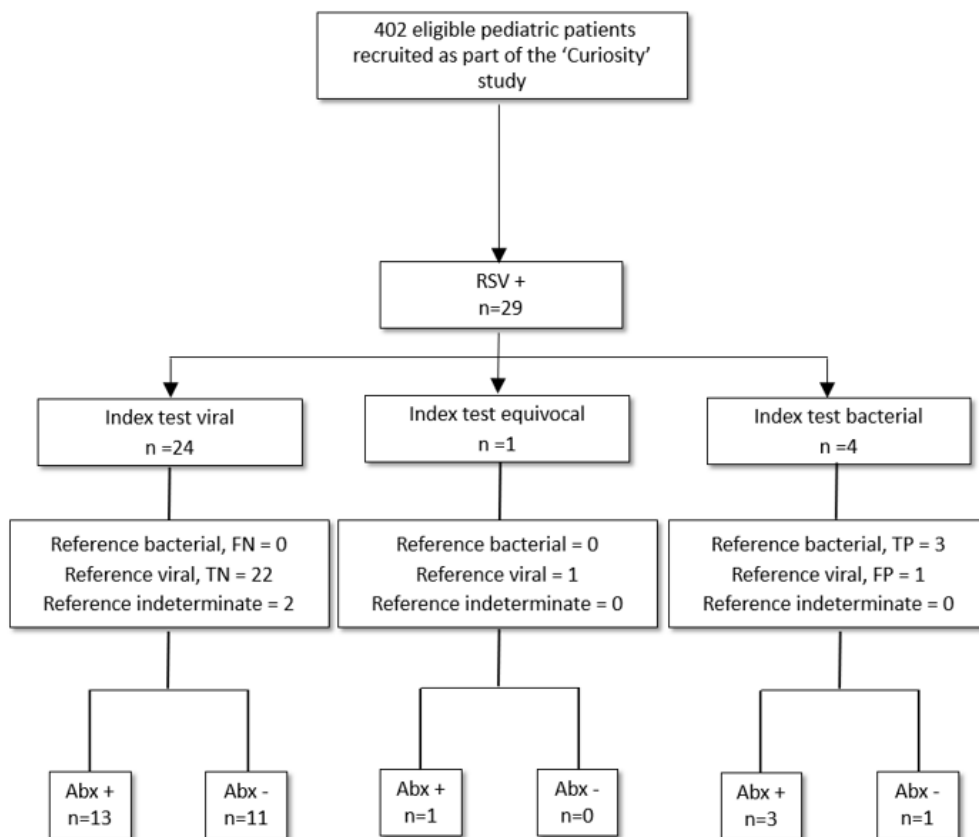 402 eligible pediatric patients
recruited as part of the ‘Curiosity’
study
RSV +
n=29
Index test viral
n =24
Index test equivocal
n =1
Index test bacterial
n =4
Reference bacterial, FN = 0
Reference viral, TN = 22
Reference indeterminate = 2
Reference bacterial = 0
Reference viral = 1
Reference indeterminate = 0
Reference bacterial, TP = 3
Reference viral, FP = 1
Reference indeterminate = 0
Abx +
n=13
Abx -
n=11
Abx +
n=1
Abx -
n=0
Abx +
n=3
Abx -
n=1